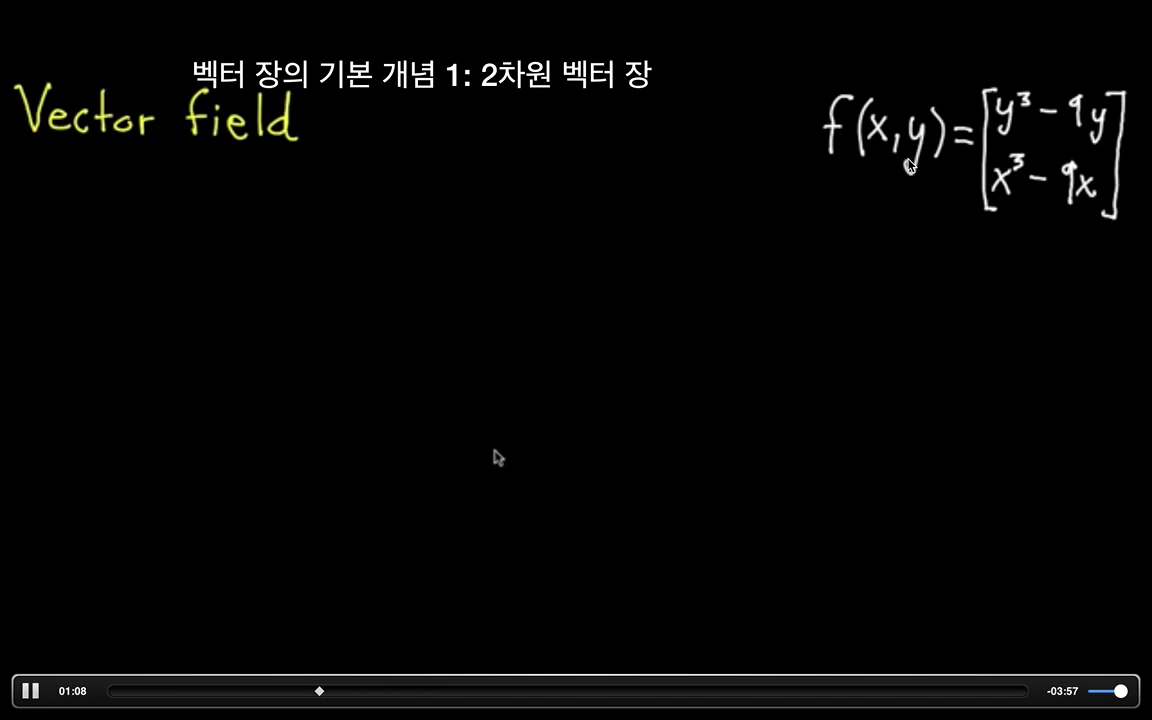 벡터 장의 기본 개념 1: 2차원 벡터 장
Vector field
f(x,y) = [y³ - 9y
x³ - 9x]
01:08
-03:57